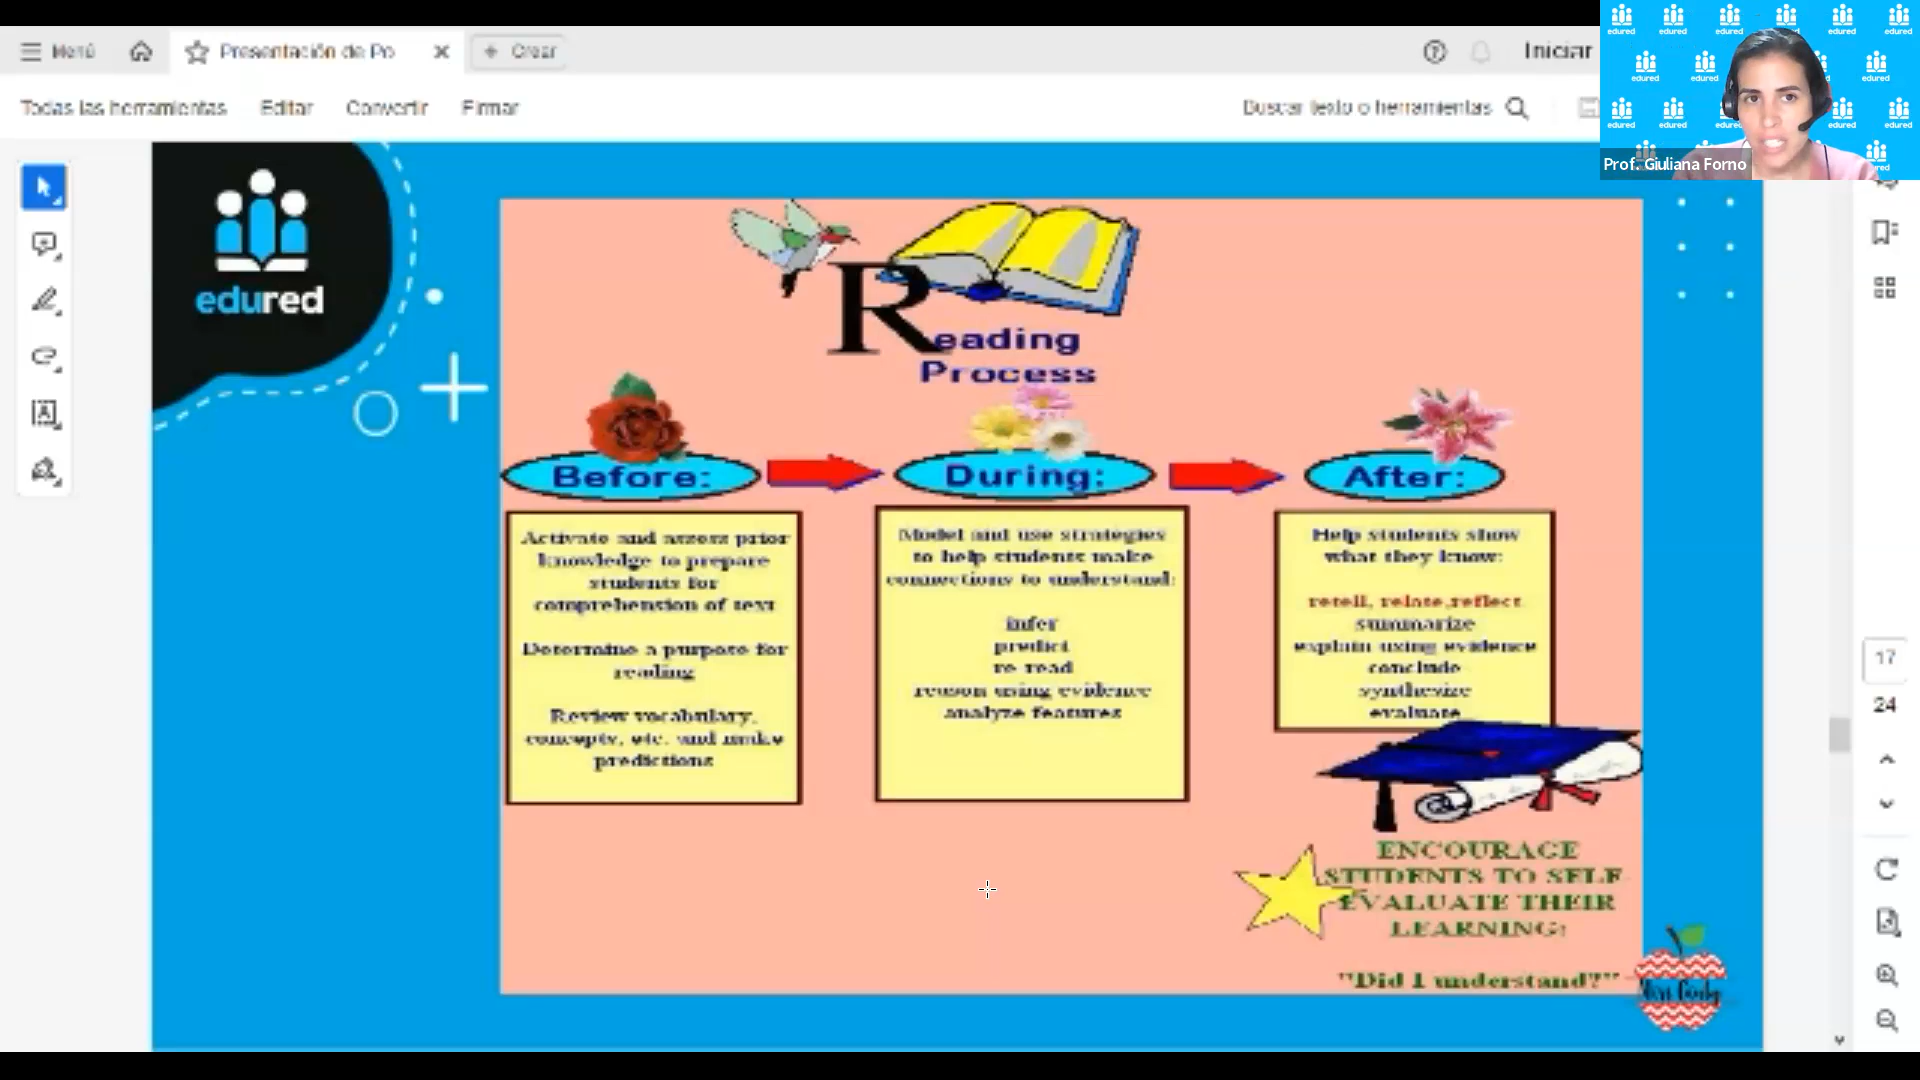 Menú
Presentación de Po
Crear
Iniciar
Todas las herramientas
Editar
Convertir
Firmar
Buscar texto o herramientas
edured
Prof. Giuliana Forno
Reading
Process
Before:
During:
After:
Activate and assess prior
knowledge to prepare
students for
comprehension of text
Determine a purpose for
reading
Review vocabulary,
concepts, etc. and make
predictions
Model and use strategies
to help students make
connections to understand:
infer
predict
re-read
reason using evidence
analyze features
Help students show
what they know:
retell, relate,reflect
summarize
explain using evidence
conclude
synthesize
evaluate
ENCOURAGE
STUDENTS TO SELF
EVALUATE THEIR
LEARNING:
"Did I understand?"
17
24